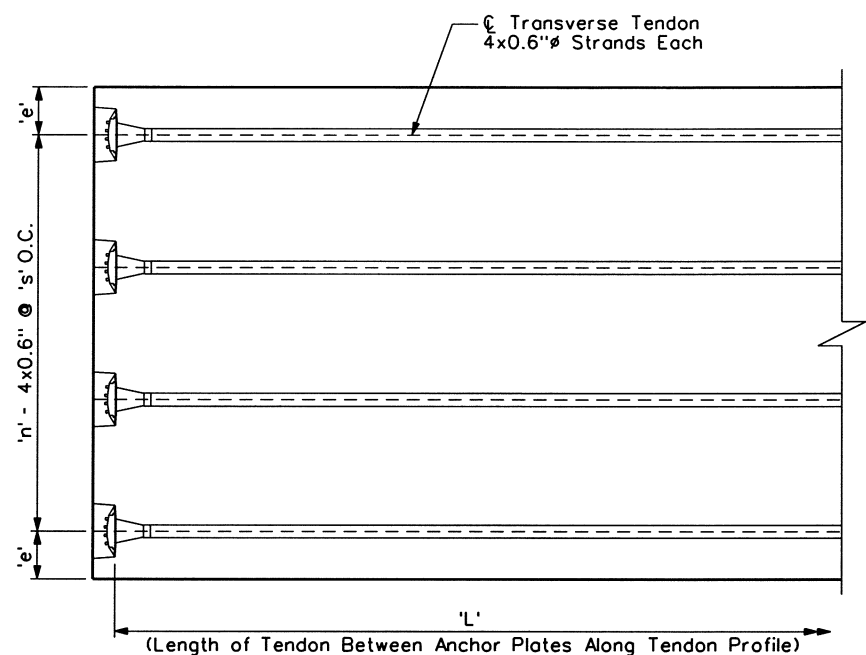 ℄ Transverse Tendon
4x0.6"ø Strands Each
'e'
'n' - 4x0.6" @ 's' O.C.
'e'
'L'
(Length of Tendon Between Anchor Plates Along Tendon Profile)